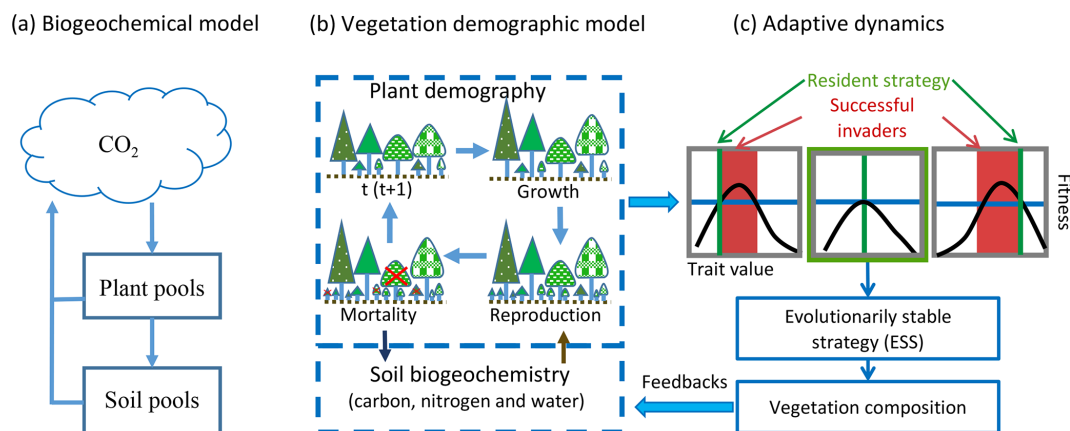 (a) Biogeochemical model
CO2
Plant pools
Soil pools
(b) Vegetation demographic model
Plant demography
t (t+1)
Growth
Mortality
Reproduction
Soil biogeochemistry
(carbon, nitrogen and water)
(c) Adaptive dynamics
Resident strategy
Successful
invaders
Fitness
Trait value
Evolutionarily stable
strategy (ESS)
Feedbacks
Vegetation composition